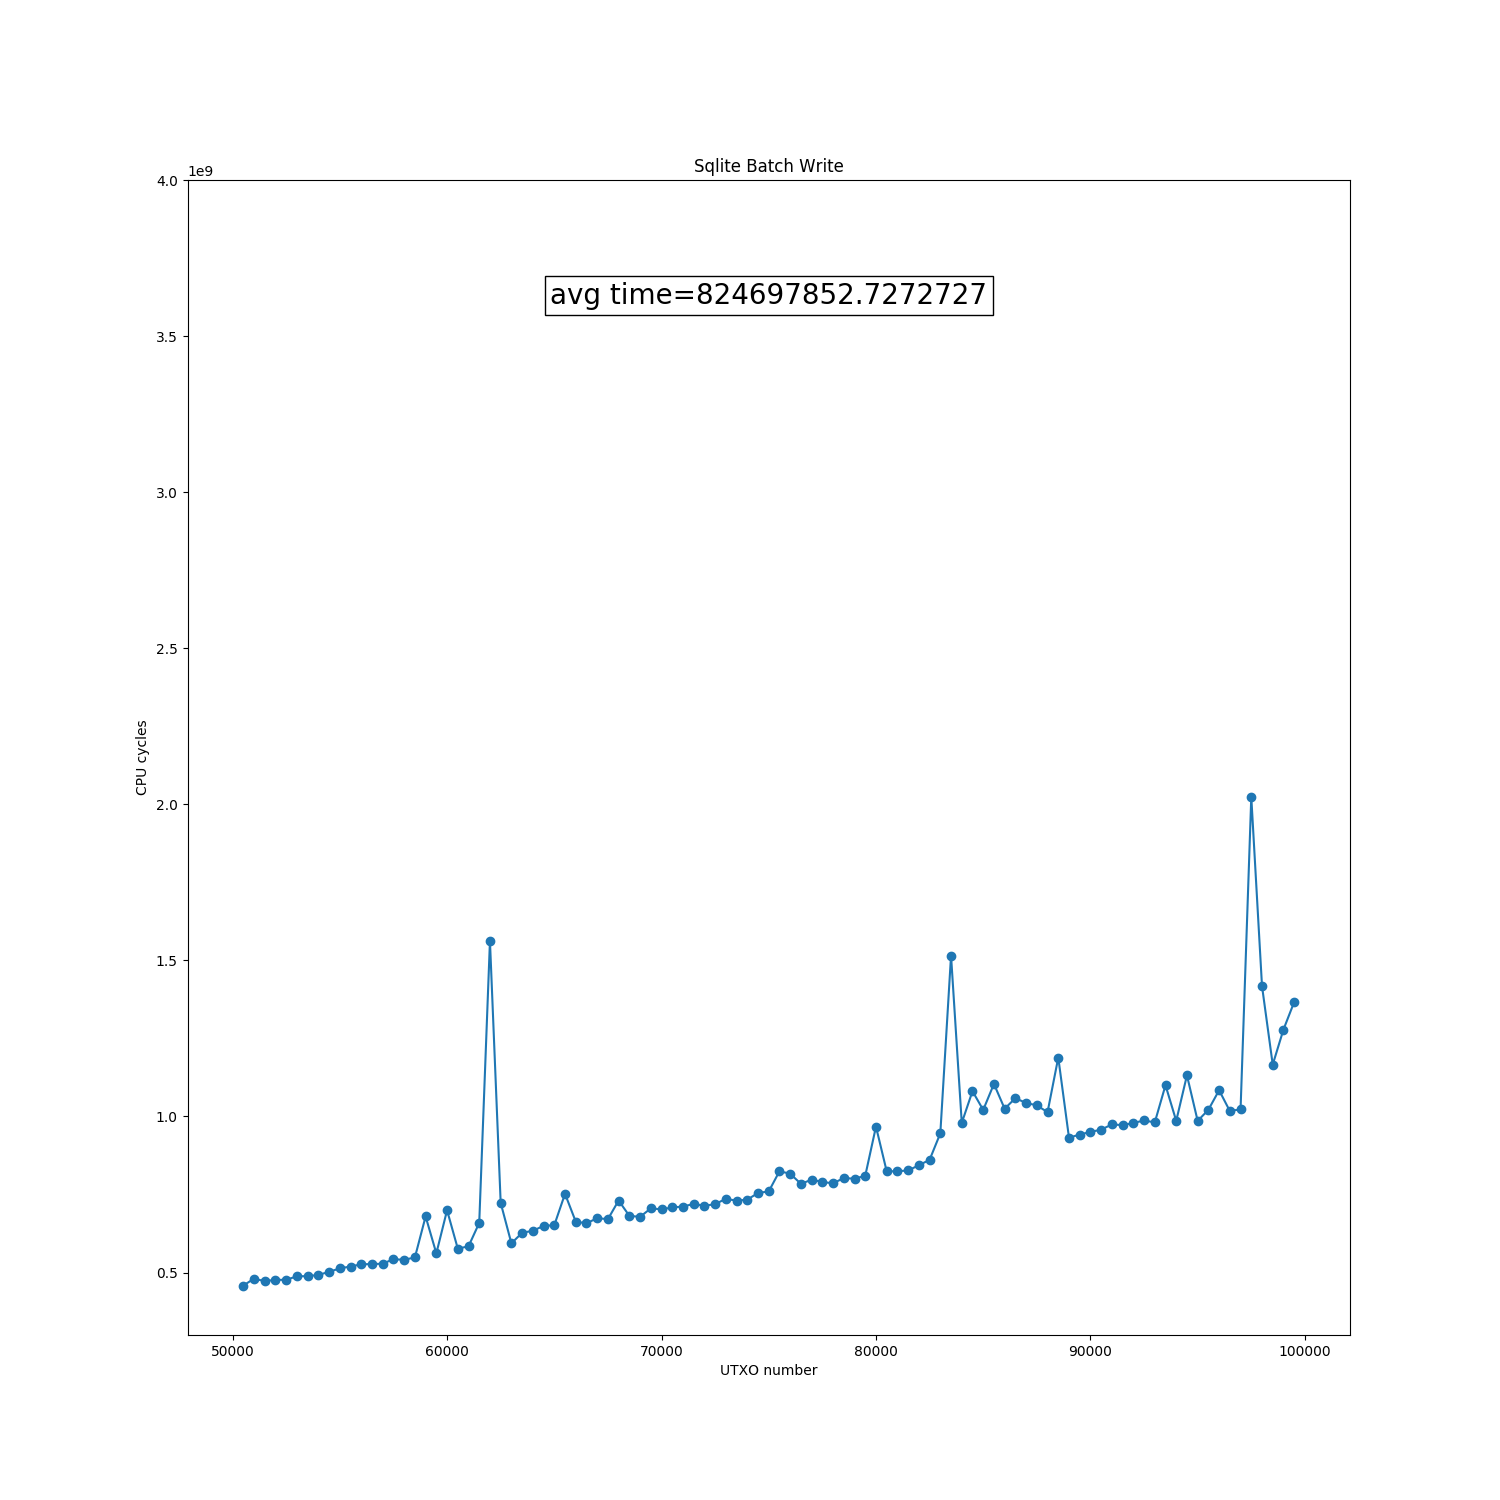 Sqlite Batch Write
1e9
4.0
avg time=824697852.7272727
3.5
3.0
2.5
CPU cycles
2.0
1.5
1.0
0.5
50000 60000 70000 80000 90000 100000
UTXO number